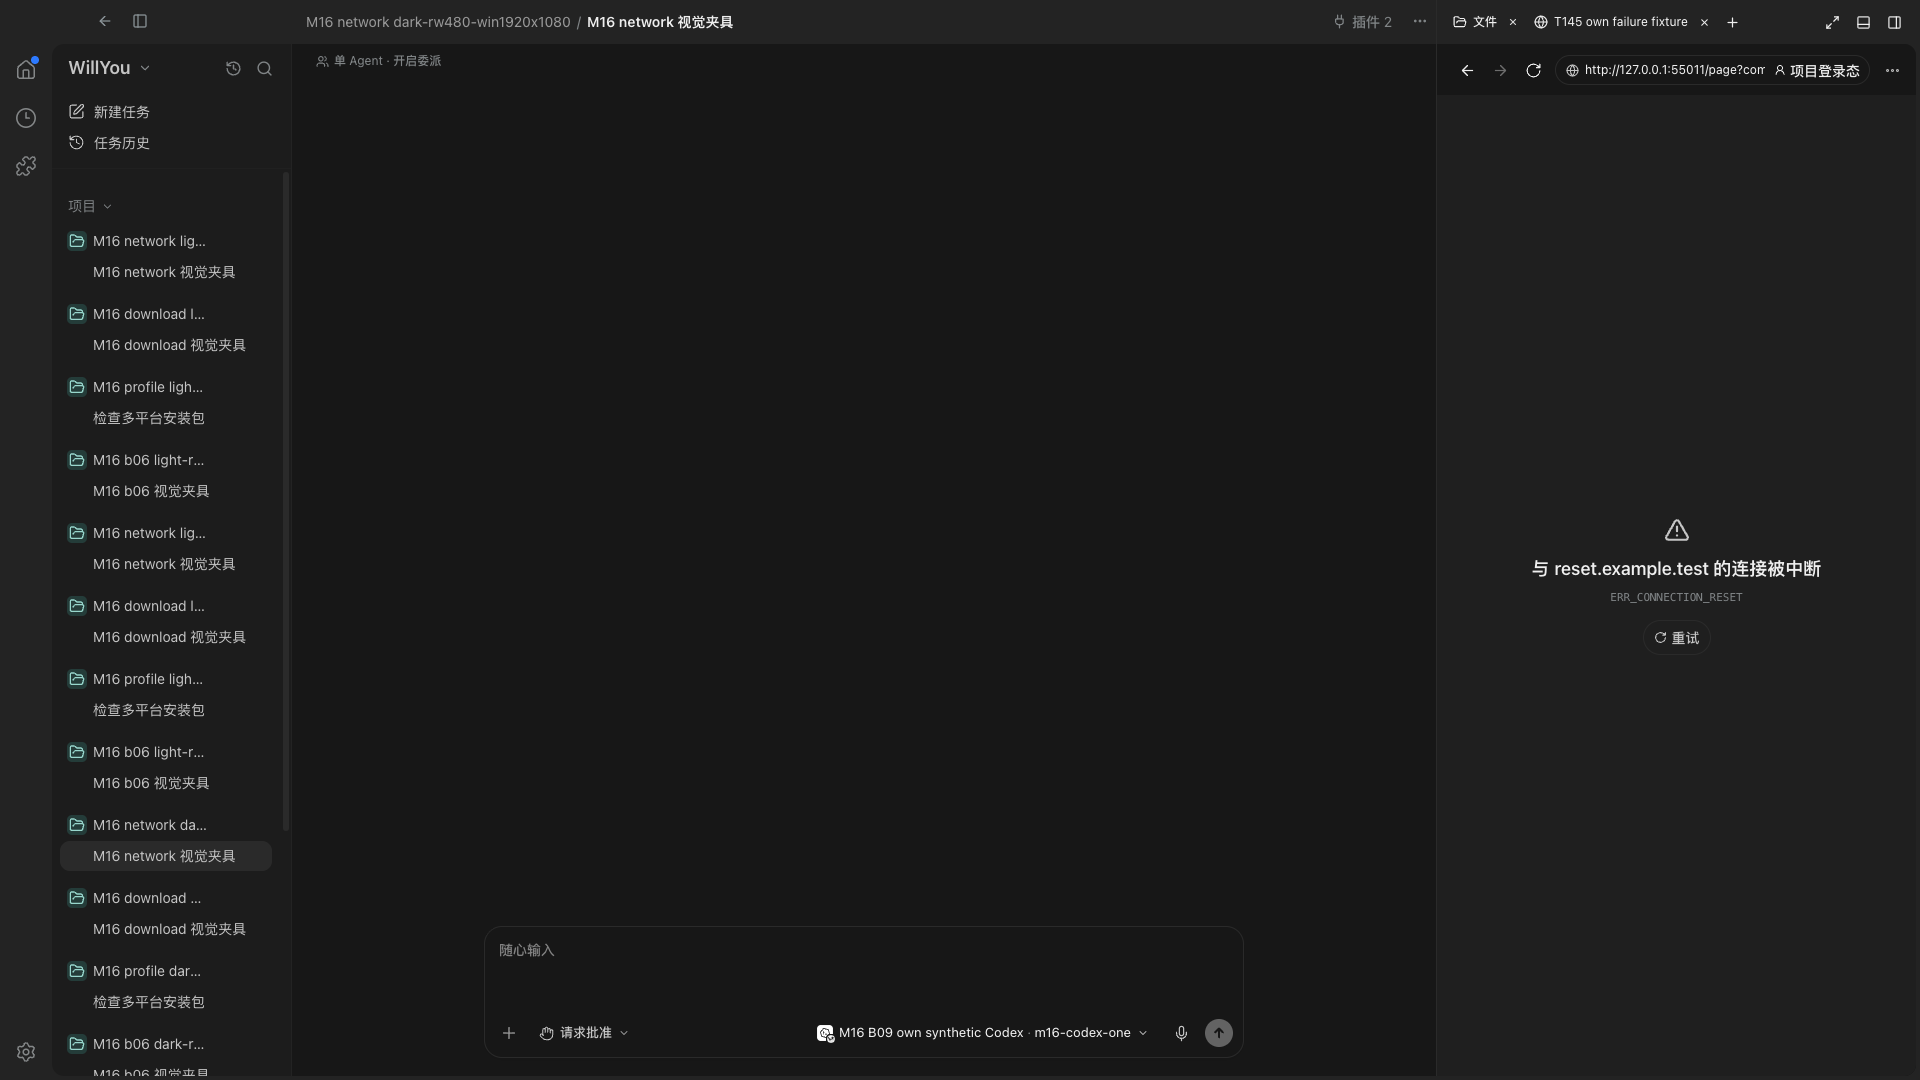 M16 network dark-rw480-win1920x1080 / M16 network 视觉夹具
插件 2
文件
T145 own failure fixture
WillYou
单 Agent · 开启委派
http://127.0.0.1:55011/page?com
项目登录态
新建任务
任务历史
项目
M16 network lig...
M16 network 视觉夹具
M16 download l...
M16 download 视觉夹具
M16 profile ligh...
检查多平台安装包
M16 b06 light-r...
M16 b06 视觉夹具
M16 network lig...
M16 network 视觉夹具
M16 download l...
M16 download 视觉夹具
M16 profile ligh...
检查多平台安装包
M16 b06 light-r...
M16 b06 视觉夹具
M16 network da...
M16 network 视觉夹具
M16 download ...
M16 download 视觉夹具
M16 profile dar...
检查多平台安装包
M16 b06 dark-r...
M16 b06 视觉夹具
与 reset.example.test 的连接被中断
ERR_CONNECTION_RESET
重试
随心输入
请求批准
M16 B09 own synthetic Codex · m16-codex-one